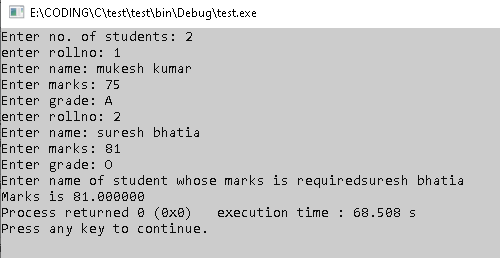 E:\CODING\C\test\test\bin\Debug\test.exe
Enter no. of students: 2
enter rollno: 1
Enter name: mukesh kumar
Enter marks: 75
Enter grade: A
enter rollno: 2
Enter name: suresh bhatia
Enter marks: 81
Enter grade: O
Enter name of student whose marks is requiredsuresh bhatia
Marks is 81.000000
Process returned 0 (0x0)   execution time : 68.508 s
Press any key to continue.